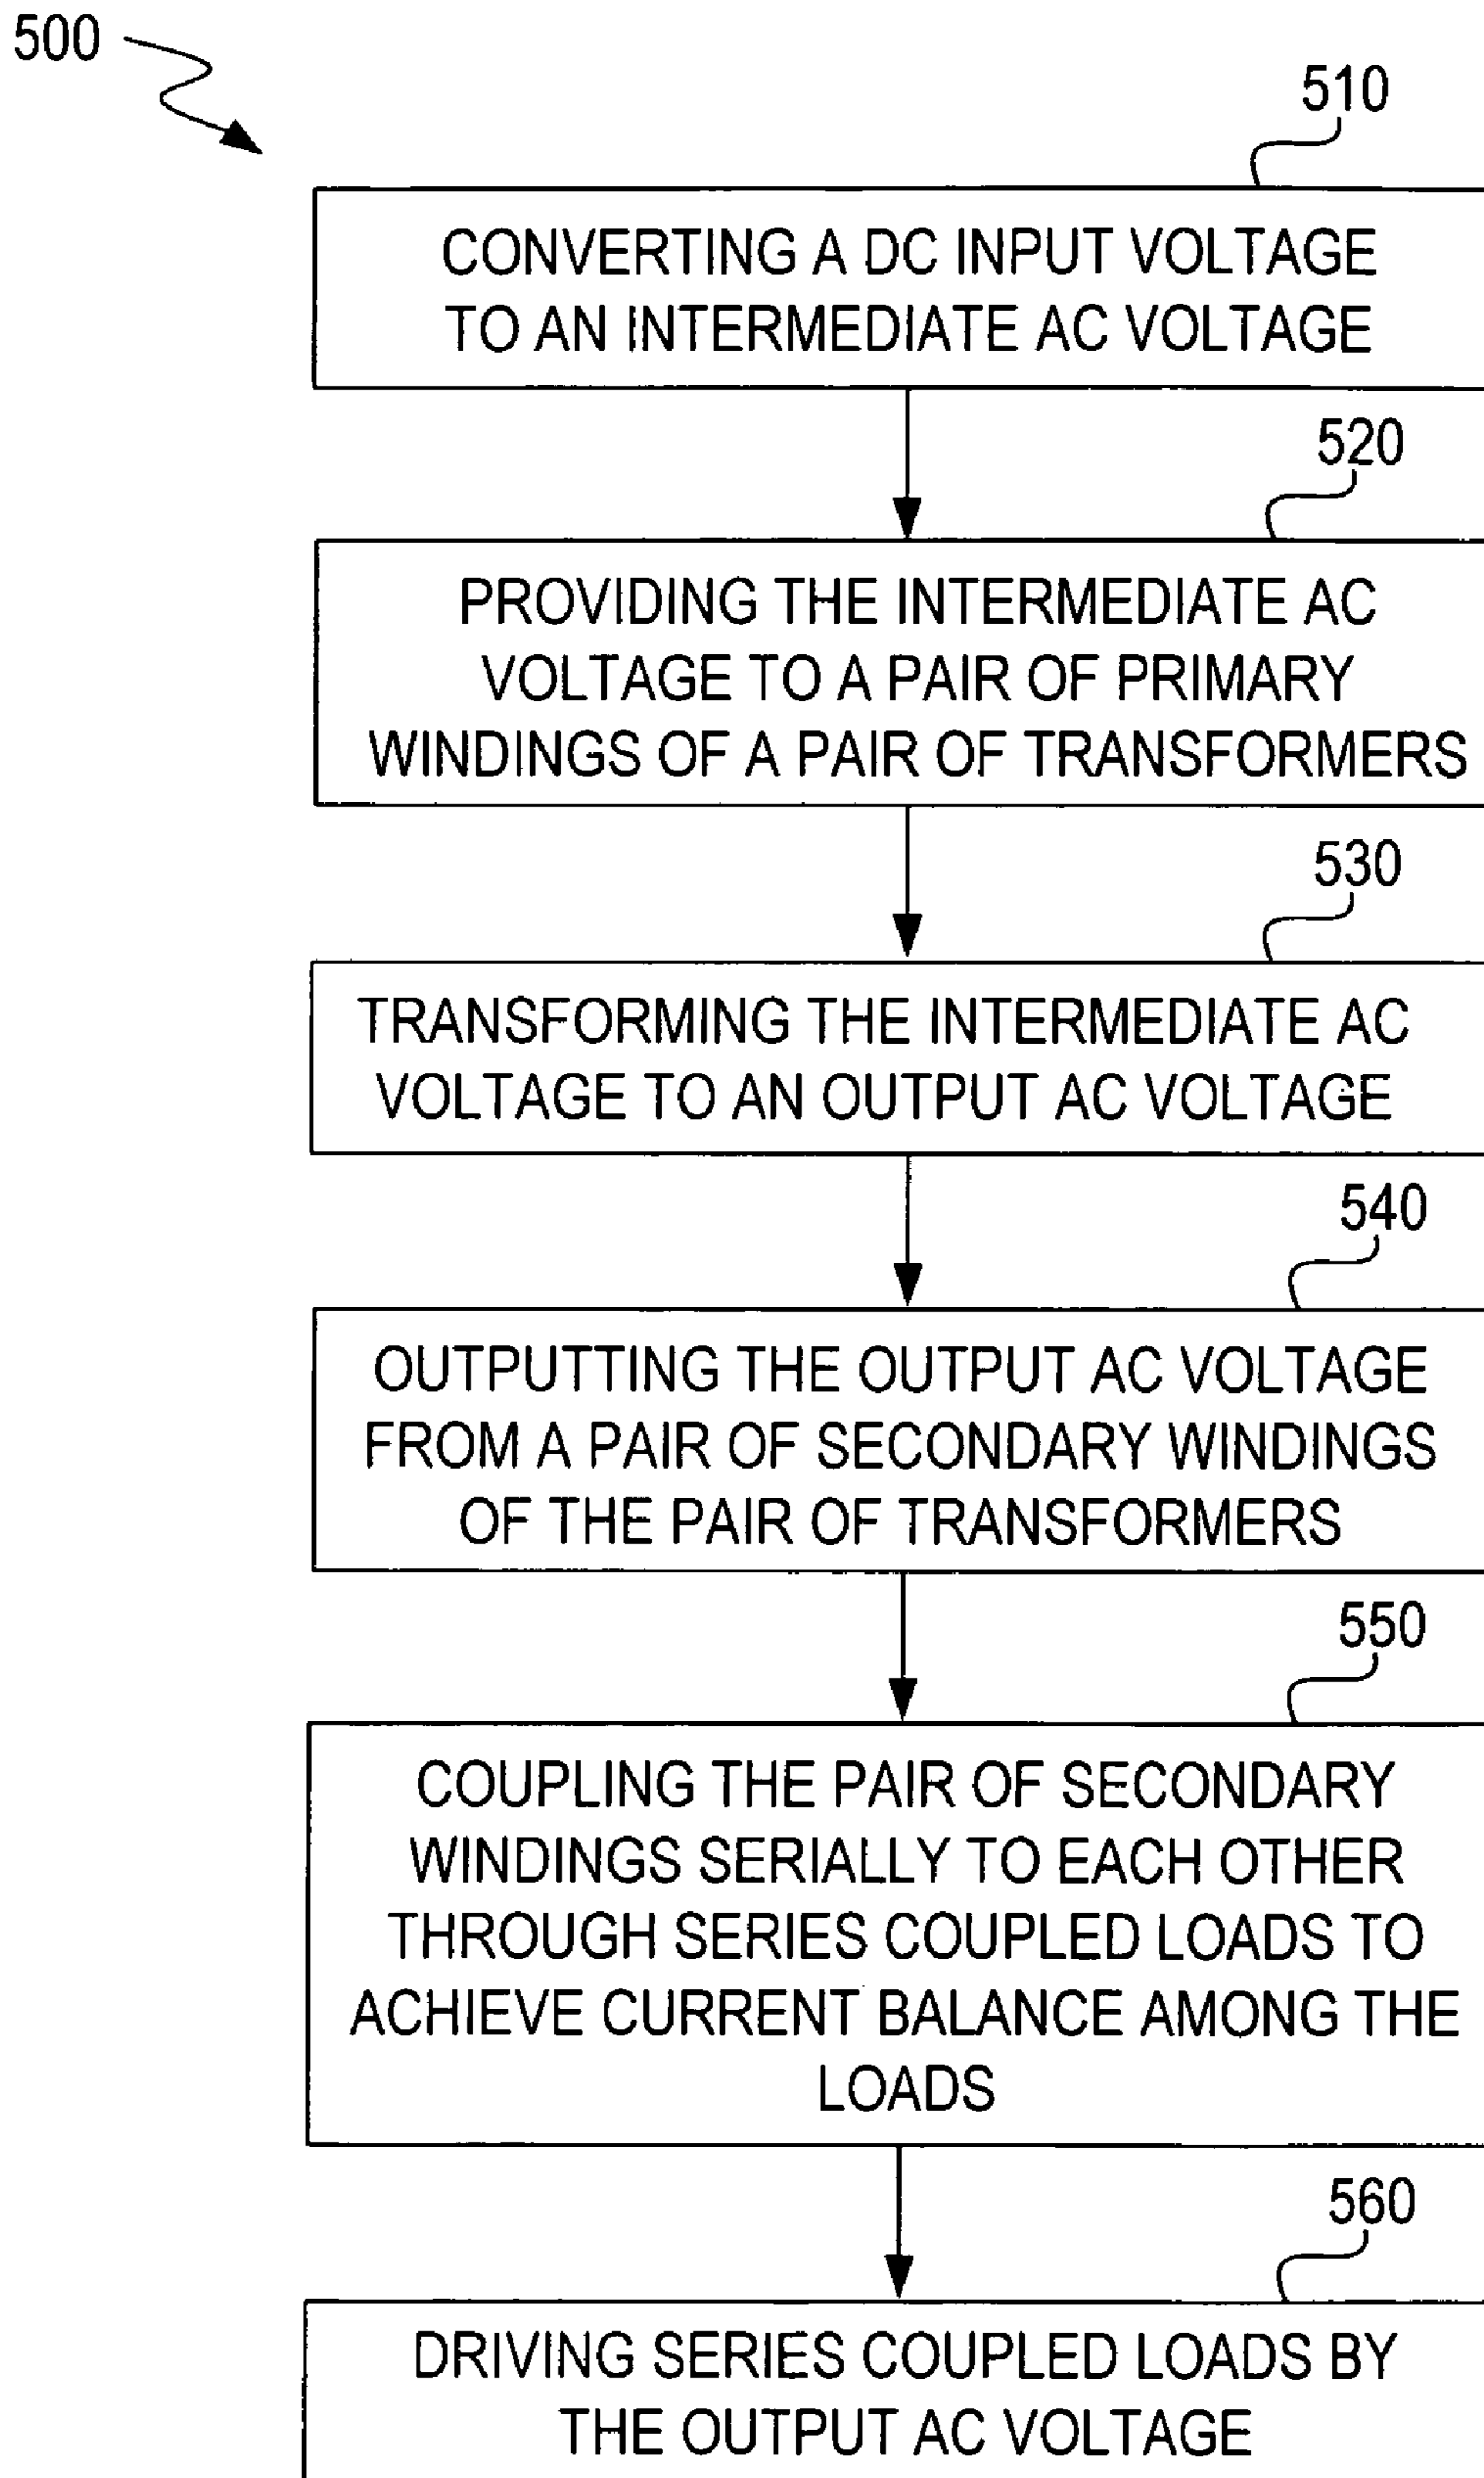 500
510
CONVERTING A DC INPUT VOLTAGE
TO AN INTERMEDIATE AC VOLTAGE
520
PROVIDING THE INTERMEDIATE AC
VOLTAGE TO A PAIR OF PRIMARY
WINDINGS OF A PAIR OF TRANSFORMERS
530
TRANSFORMING THE INTERMEDIATE AC
VOLTAGE TO AN OUTPUT AC VOLTAGE
540
OUTPUTTING THE OUTPUT AC VOLTAGE
FROM A PAIR OF SECONDARY WINDINGS
OF THE PAIR OF TRANSFORMERS
550
COUPLING THE PAIR OF SECONDARY
WINDINGS SERIALLY TO EACH OTHER
THROUGH SERIES COUPLED LOADS TO
ACHIEVE CURRENT BALANCE AMONG THE
LOADS
560
DRIVING SERIES COUPLED LOADS BY
THE OUTPUT AC VOLTAGE